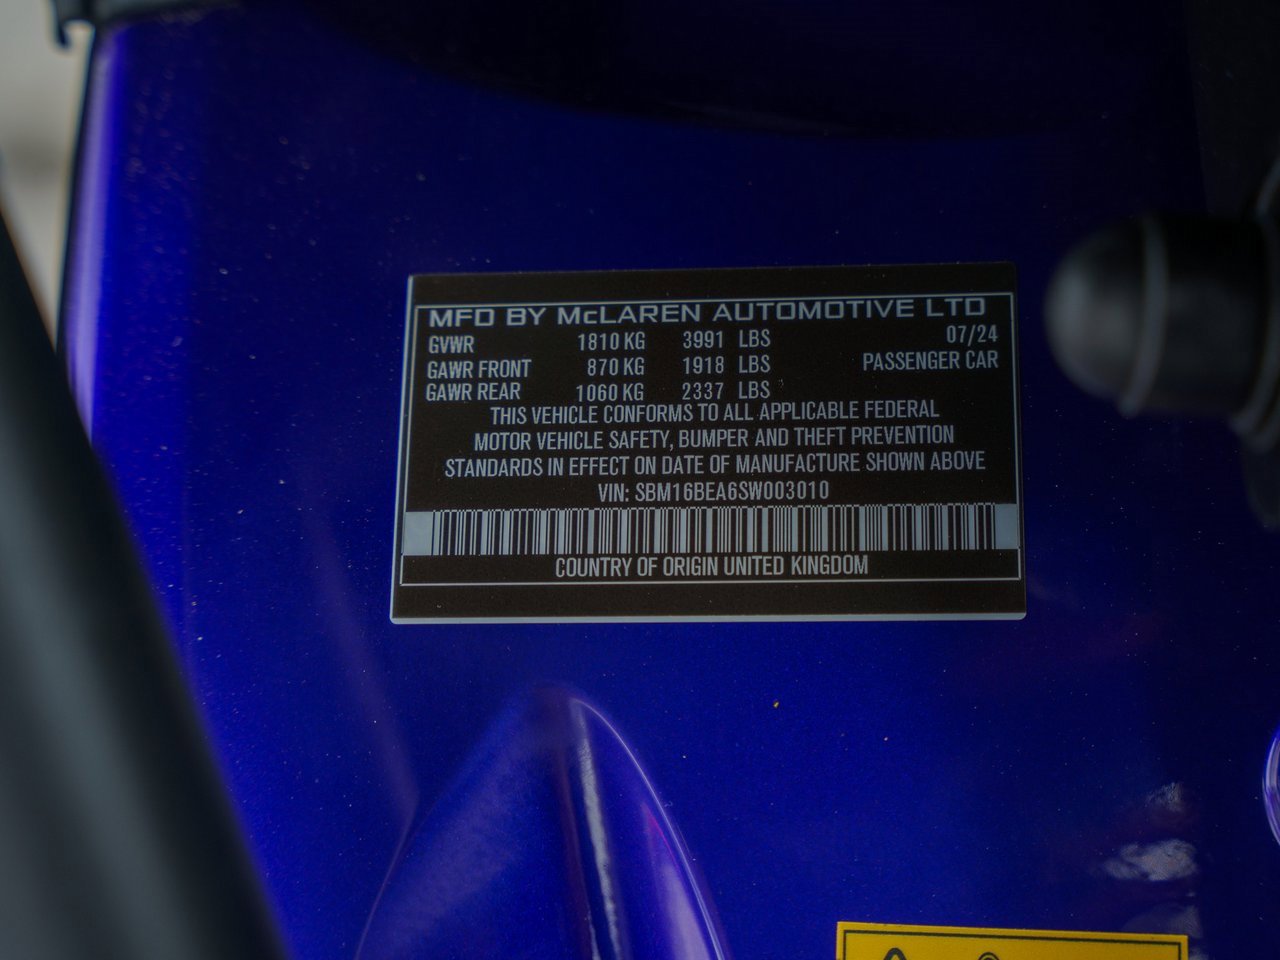 MFD BY McLAREN AUTOMOTIVE LTD
GVWR 1810 KG 3991 LBS 07/24
GAWR FRONT 870 KG 1918 LBS PASSENGER CAR
GAWR REAR 1060 KG 2337 LBS
THIS VEHICLE CONFORMS TO ALL APPLICABLE FEDERAL
MOTOR VEHICLE SAFETY, BUMPER AND THEFT PREVENTION
STANDARDS IN EFFECT ON DATE OF MANUFACTURE SHOWN ABOVE
VIN: SBM16BEA6SW003010
COUNTRY OF ORIGIN UNITED KINGDOM